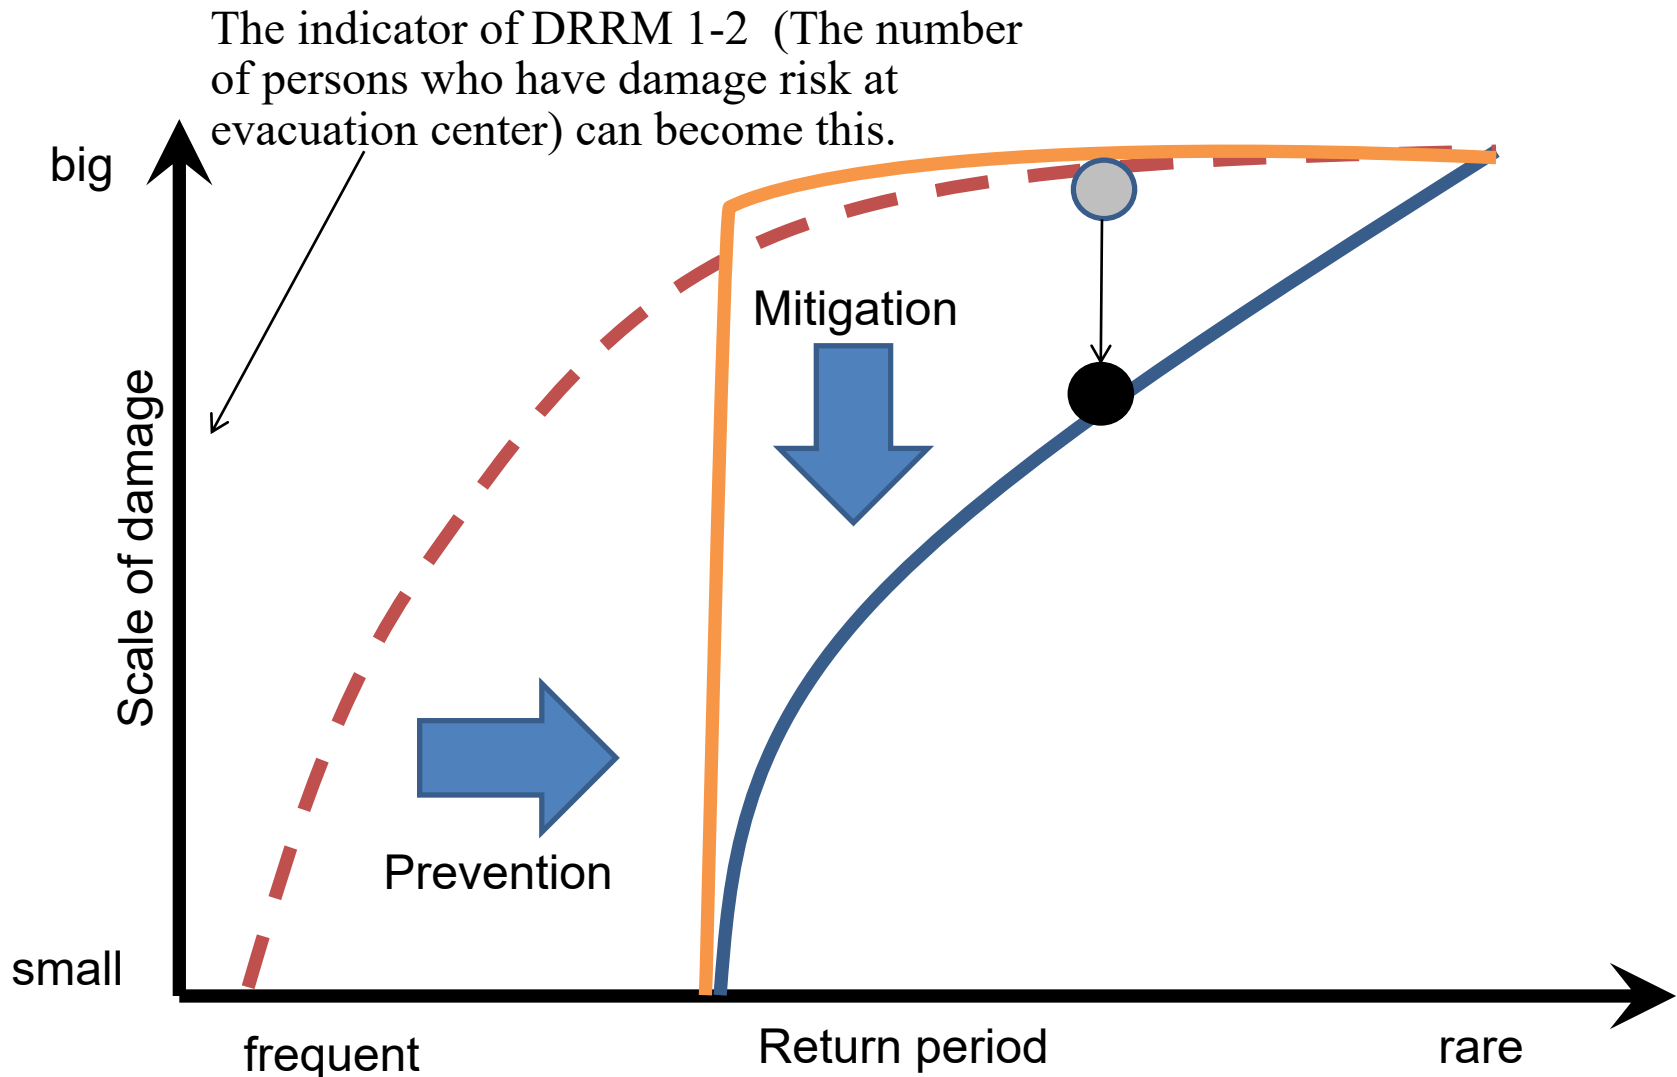 The indicator of DRRM 1-2 (The number
of persons who have damage risk at
evacuation center) can become this.
big
Mitigation
Scale of damage
Prevention
small
frequent
Return period
rare